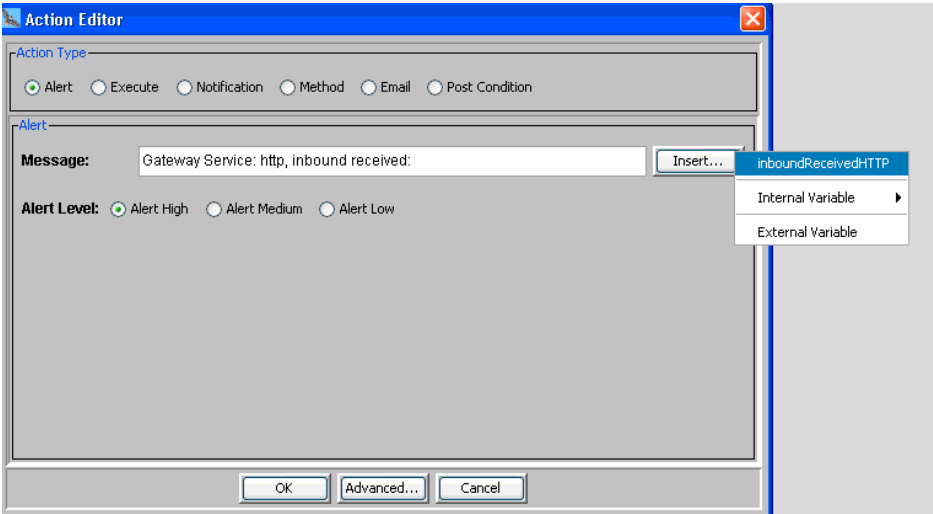 Action Editor
Action Type
Alert Execute Notification Method Email Post Condition
Alert
Message: Gateway Service: http, inbound received: Insert...
inboundReceivedHTTP
Internal Variable
External Variable
Alert Level: Alert High Alert Medium Alert Low
OK Advanced... Cancel